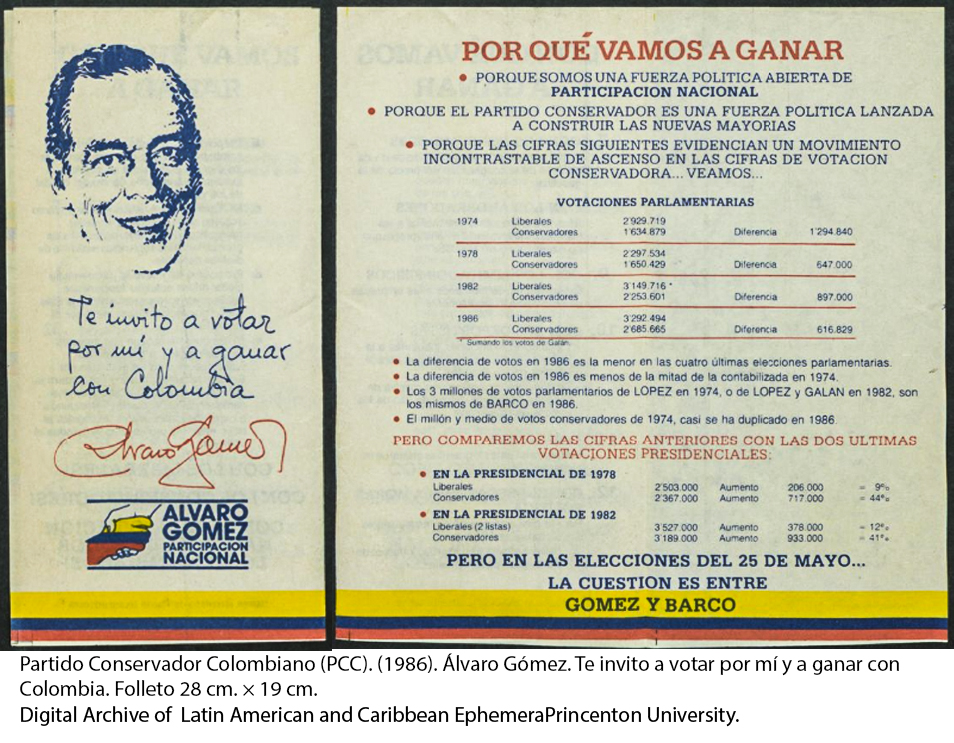 Te invito a votar
por mí y a ganar
con Colombia
Alvaro Gómez
ALVARO
GOMEZ
PARTICIPACION
NACIONAL
POR QUÉ VAMOS A GANAR
• PORQUE SOMOS UNA FUERZA POLITICA ABIERTA DE
PARTICIPACION NACIONAL
• PORQUE EL PARTIDO CONSERVADOR ES UNA FUERZA POLITICA LANZADA
A CONSTRUIR LAS NUEVAS MAYORIAS
• PORQUE LAS CIFRAS SIGUIENTES EVIDENCIAN UN MOVIMIENTO
INCONTRASTABLE DE ASCENSO EN LAS CIFRAS DE VOTACION
CONSERVADORA... VEAMOS...
VOTACIONES PARLAMENTARIAS
1974 Liberales 2'929.719
Conservadores 1'634.879 Diferencia 1'294.840
1978 Liberales 2'297.534
Conservadores 1'650.429 Diferencia 647.000
1982 Liberales 3'149.716 *
Conservadores 2'253.601 Diferencia 897.000
1986 Liberales 3'292.494
Conservadores 2'685.665 Diferencia 616.829
* Sumando los votos de Galán.
• La diferencia de votos en 1986 es la menor en las cuatro últimas elecciones parlamentarias.
• La diferencia de votos en 1986 es menos de la mitad de la contabilizada en 1974.
• Los 3 millones de votos parlamentarios de LOPEZ en 1974, o de LOPEZ y GALAN en 1982, son
los mismos de BARCO en 1986.
• El millón y medio de votos conservadores de 1974, casi se ha duplicado en 1986.
PERO COMPAREMOS LAS CIFRAS ANTERIORES CON LAS DOS ULTIMAS
VOTACIONES PRESIDENCIALES:
• EN LA PRESIDENCIAL DE 1978
Liberales 2'503.000 Aumento 206.000 = 9%
Conservadores 2'367.000 Aumento 717.000 = 44%
• EN LA PRESIDENCIAL DE 1982
Liberales (2 listas) 3'527.000 Aumento 378.000 = 12%
Conservadores 3'189.000 Aumento 933.000 = 41%
PERO EN LAS ELECCIONES DEL 25 DE MAYO...
LA CUESTION ES ENTRE
GOMEZ Y BARCO
Partido Conservador Colombiano (PCC). (1986). Álvaro Gómez. Te invito a votar por mí y a ganar con
Colombia. Folleto 28 cm. × 19 cm.
Digital Archive of Latin American and Caribbean EphemeraPrincenton University.